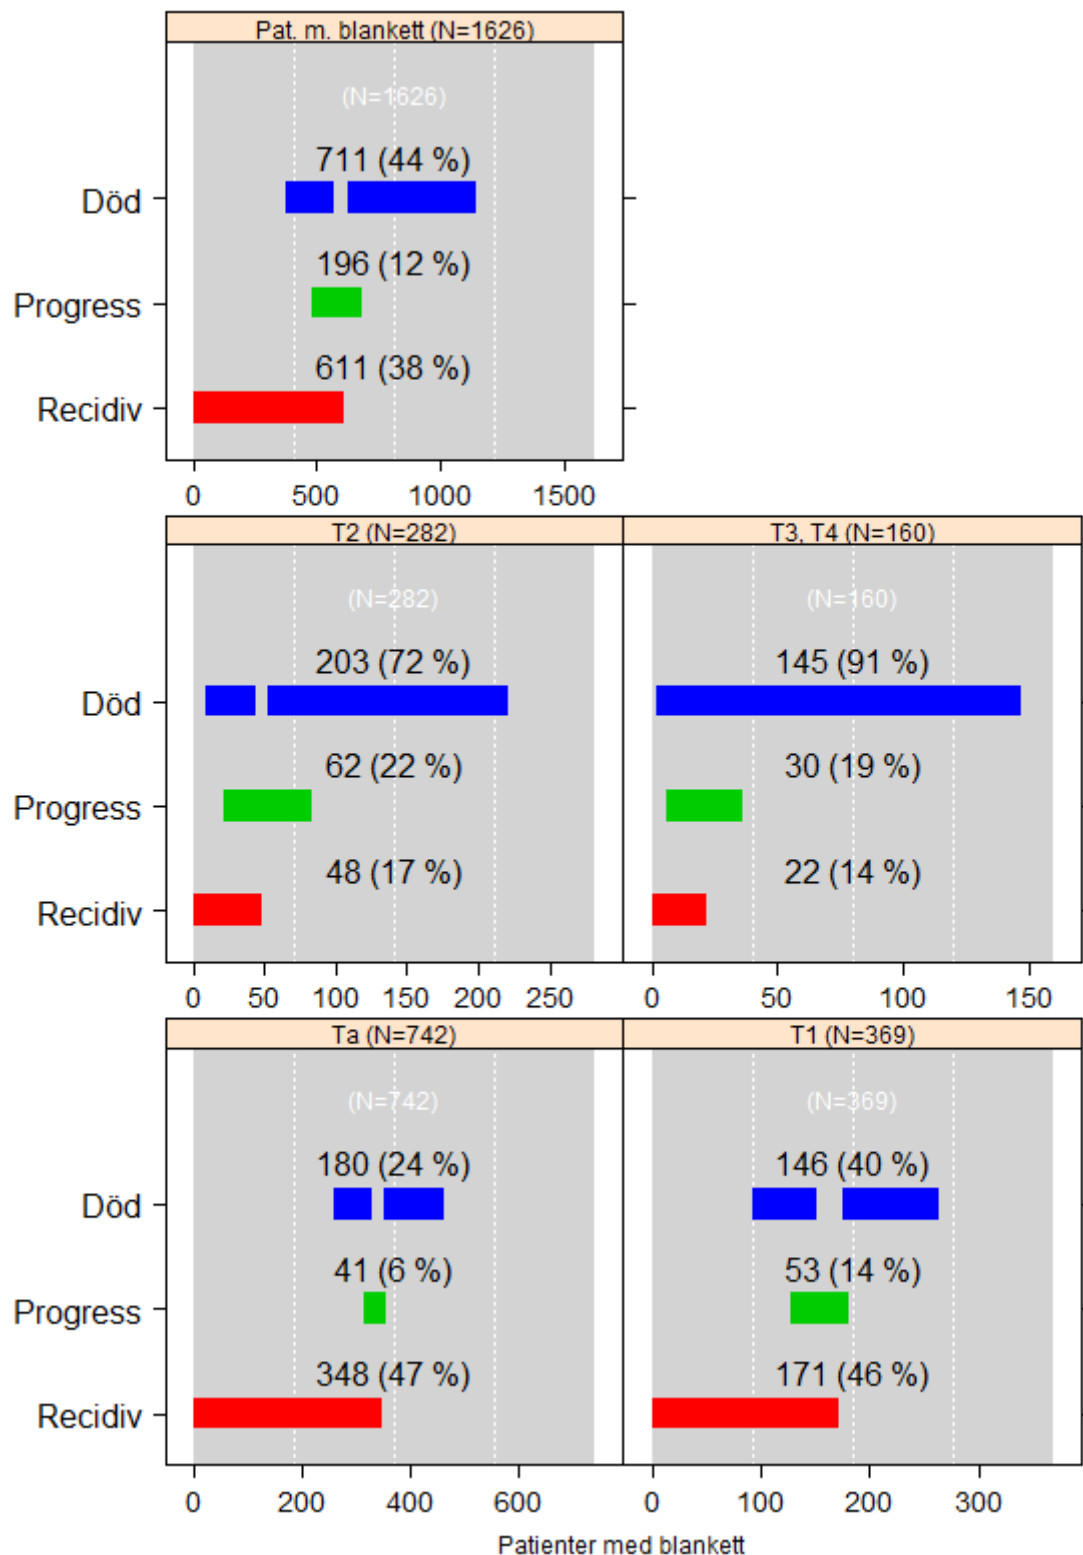 Pat. m. blankett (N=1626)
(N=1626)
711 (44 %)
Död
196 (12 %)
Progress
611 (38 %)
Recidiv
0 500 1000 1500
T2 (N=282) T3, T4 (N=160)
(N=282) (N=160)
203 (72 %) 145 (91 %)
Död
62 (22 %) 30 (19 %)
Progress
48 (17 %) 22 (14 %)
Recidiv
0 50 100 150 200 250 0 50 100 150
Ta (N=742) T1 (N=369)
(N=742) (N=369)
180 (24 %) 146 (40 %)
Död
41 (6 %) 53 (14 %)
Progress
348 (47 %) 171 (46 %)
Recidiv
0 200 400 600 0 100 200 300
Patienter med blankett